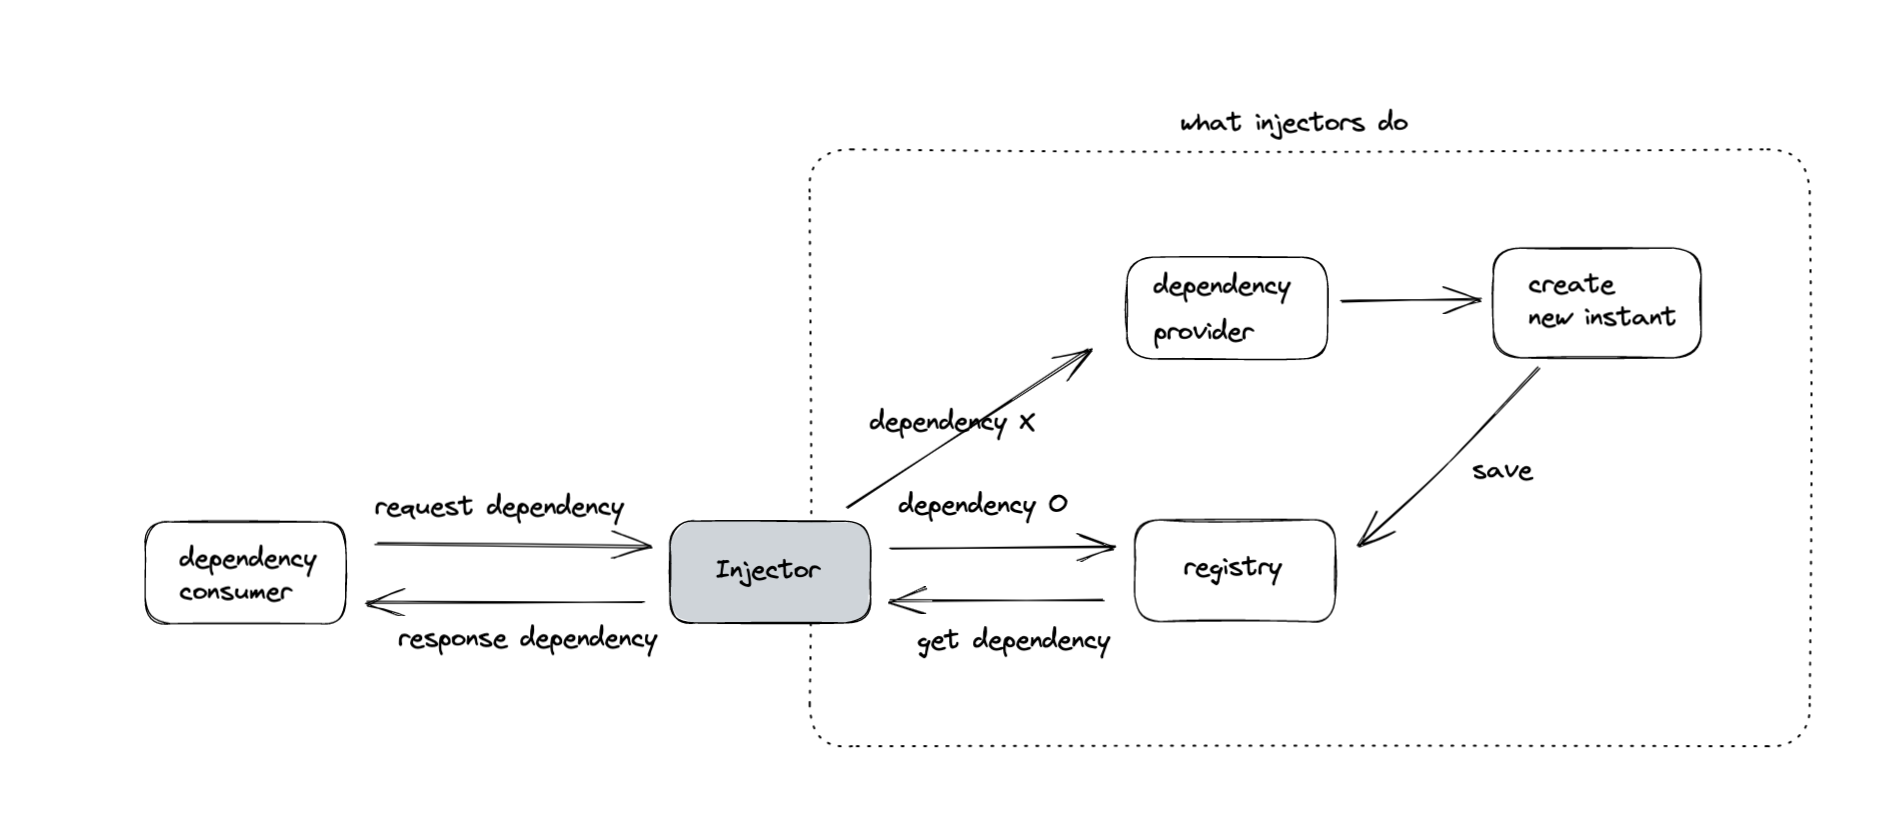 what injectors do
dependency
provider
create
new instant
dependency X
save
request dependency
dependency O
dependency
consumer
Injector
registry
response dependency
get dependency